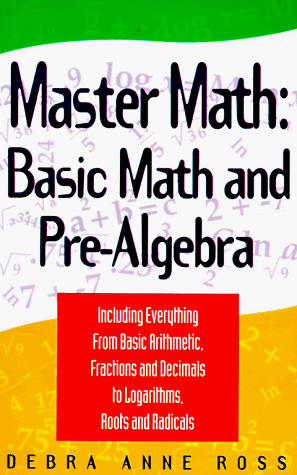 Master Math:
Basic Math and
Pre-Algebra
Including Everything
From Basic Arithmetic,
Fractions and Decimals
to Logarithms,
Roots and Radicals
DEBRA ANNE ROSS